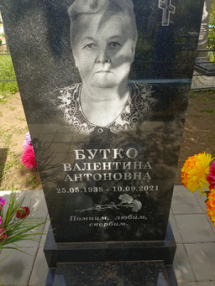 БУТКО
ВАЛЕНТИНА
АНТОНОВНА
25.05.1938 - 10.09.2021
Помним, любим,
скорбим.